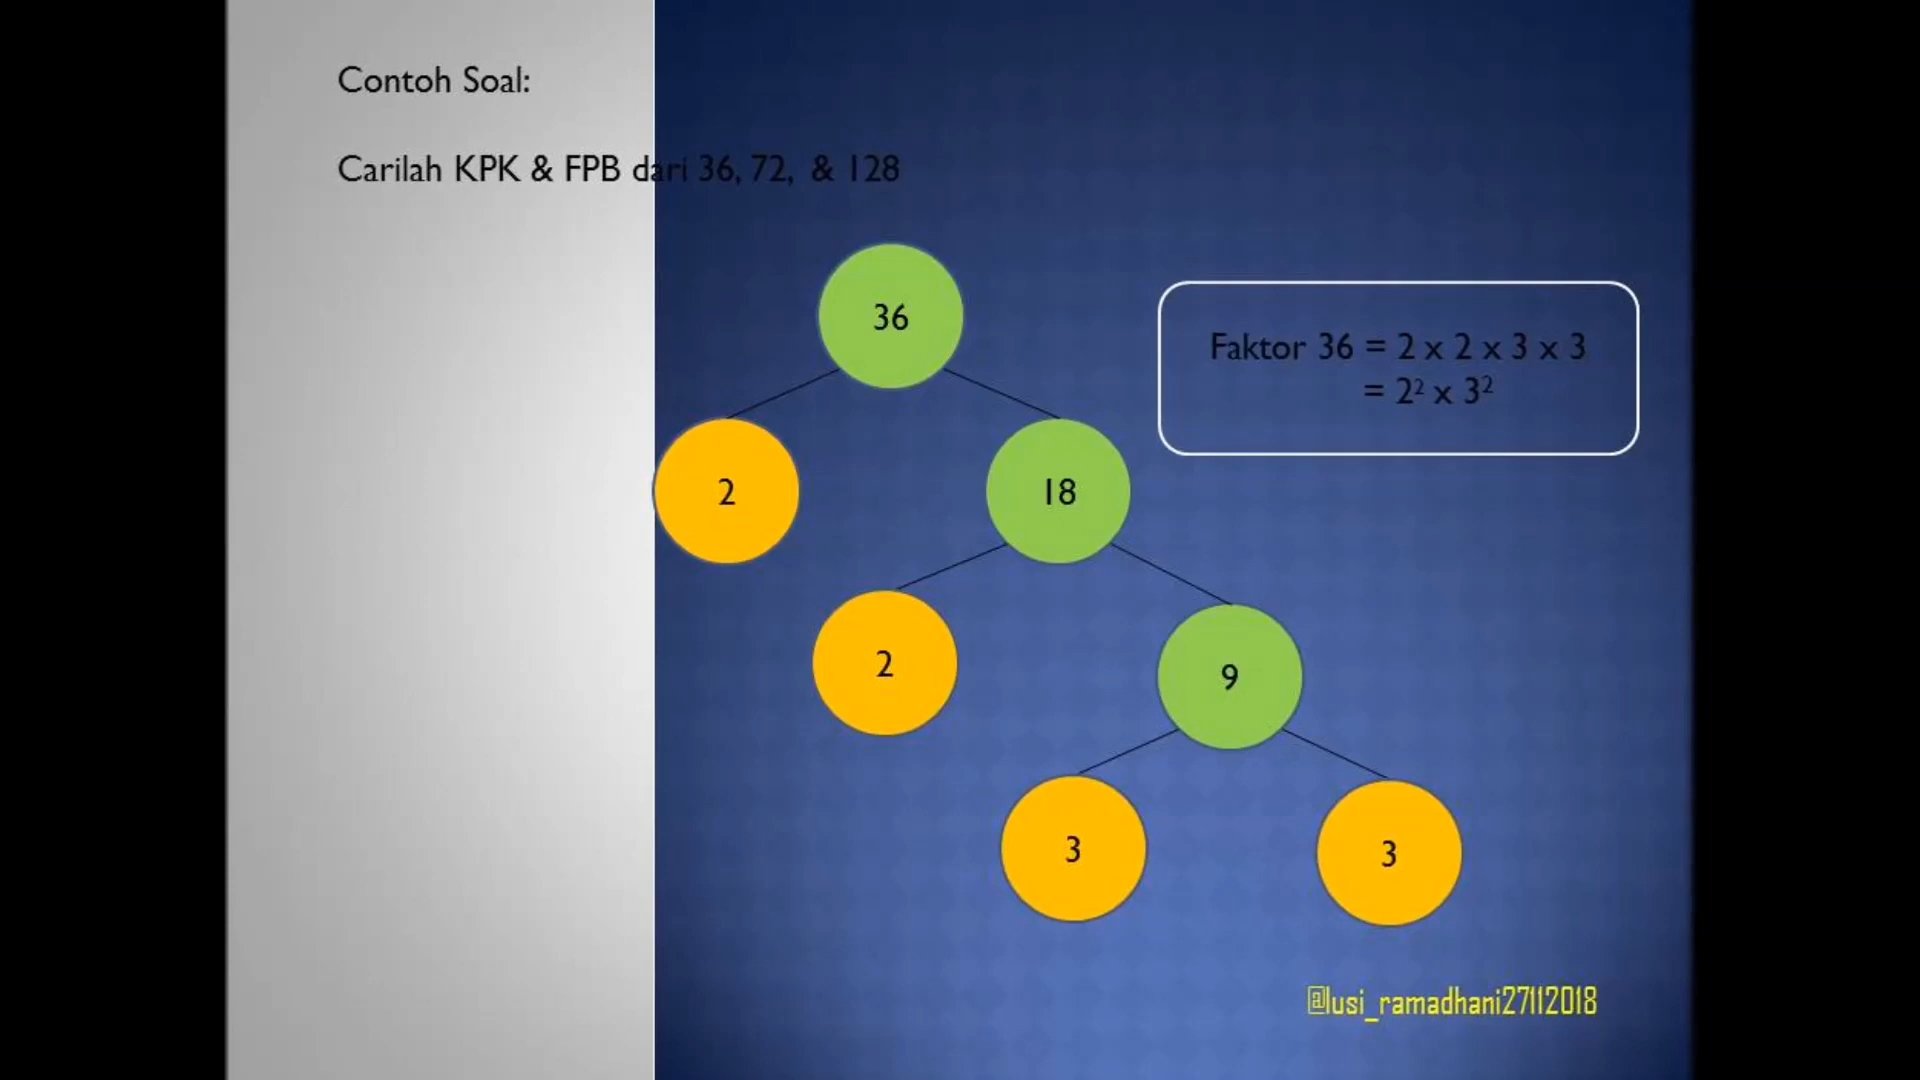 Contoh Soal:
Carilah KPK & FPB dari 36, 72, & 128
36
Faktor 36 = 2 x 2 x 3 x 3
= 2² x 3²
2
18
2
9
3
3
@lusi_ramadhani27112018